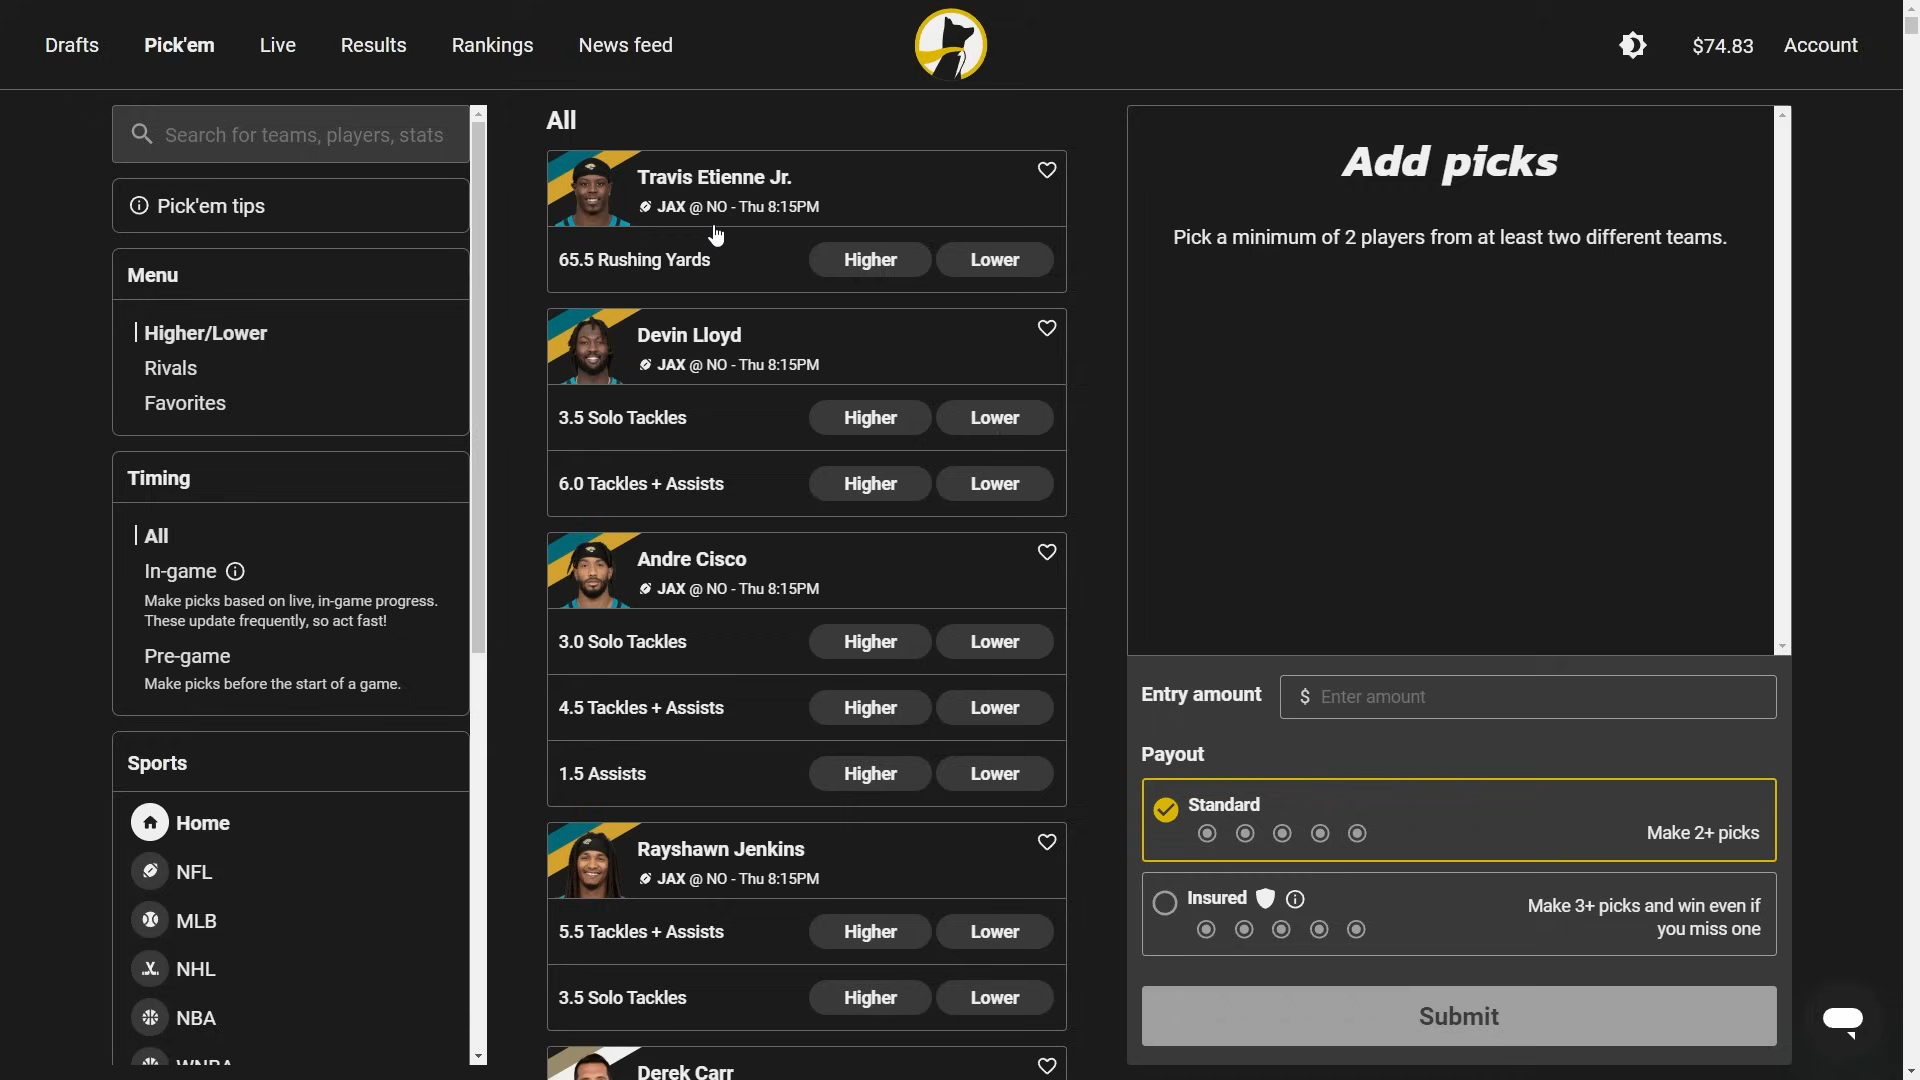 Drafts Pick'em Live Results Rankings News feed $74.83 Account
Search for teams, players, stats
Pick'em tips
Menu
Higher/Lower
Rivals
Favorites
Timing
All
In-game
Make picks based on live, in-game progress.
These update frequently, so act fast!
Pre-game
Make picks before the start of a game.
Sports
Home
NFL
MLB
NHL
NBA
WNBA
All
Travis Etienne Jr.
JAX @ NO - Thu 8:15PM
65.5 Rushing Yards Higher Lower
Devin Lloyd
JAX @ NO - Thu 8:15PM
3.5 Solo Tackles Higher Lower
6.0 Tackles + Assists Higher Lower
Andre Cisco
JAX @ NO - Thu 8:15PM
3.0 Solo Tackles Higher Lower
4.5 Tackles + Assists Higher Lower
1.5 Assists Higher Lower
Rayshawn Jenkins
JAX @ NO - Thu 8:15PM
5.5 Tackles + Assists Higher Lower
3.5 Solo Tackles Higher Lower
Derek Carr
Add picks
Pick a minimum of 2 players from at least two different teams.
Entry amount $ Enter amount
Payout
Standard
Make 2+ picks
Insured
Make 3+ picks and win even if
you miss one
Submit